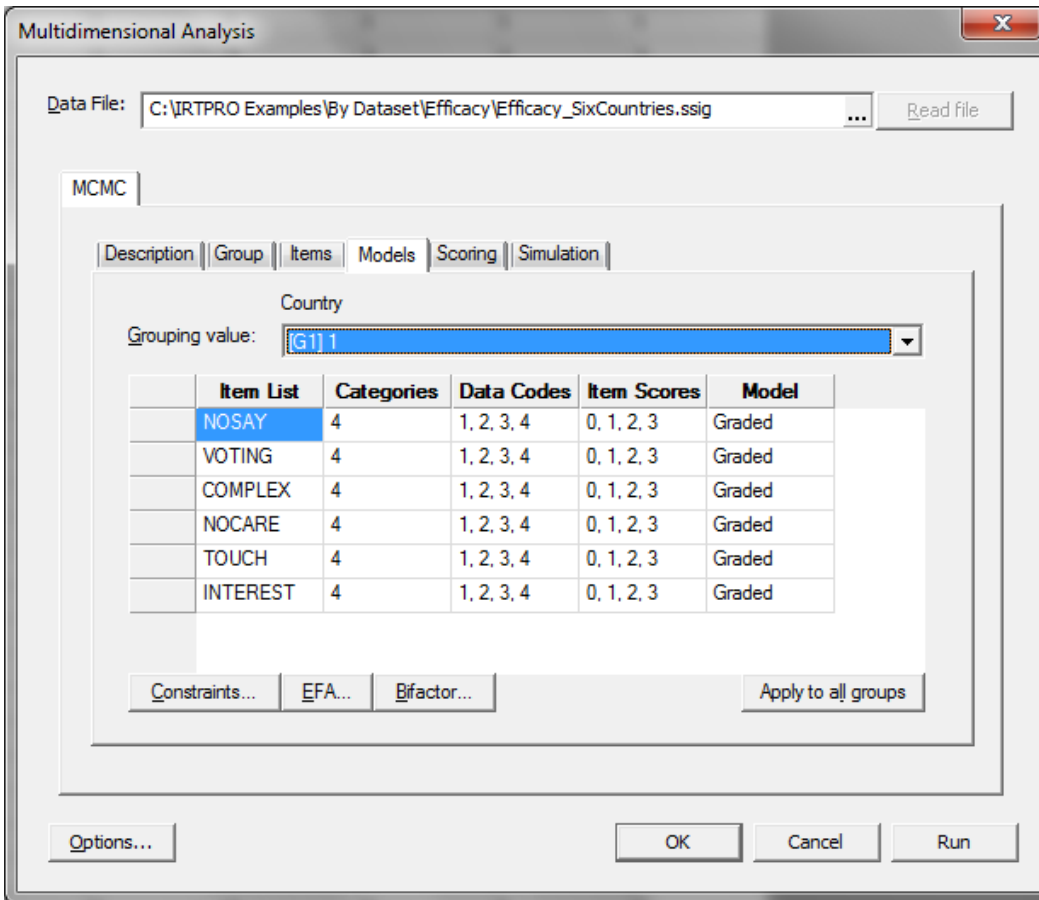 Multidimensional Analysis
x
Data File: C:\IRTPRO Examples\By Dataset\Efficacy\Efficacy_SixCountries.ssig ... Read file
MCMC
Description Group Items Models Scoring Simulation
Country
Grouping value: [G1] 1
Item List Categories Data Codes Item Scores Model
NOSAY 4 1, 2, 3, 4 0, 1, 2, 3 Graded
VOTING 4 1, 2, 3, 4 0, 1, 2, 3 Graded
COMPLEX 4 1, 2, 3, 4 0, 1, 2, 3 Graded
NOCARE 4 1, 2, 3, 4 0, 1, 2, 3 Graded
TOUCH 4 1, 2, 3, 4 0, 1, 2, 3 Graded
INTEREST 4 1, 2, 3, 4 0, 1, 2, 3 Graded
Constraints... EFA... Bifactor... Apply to all groups
Options... OK Cancel Run